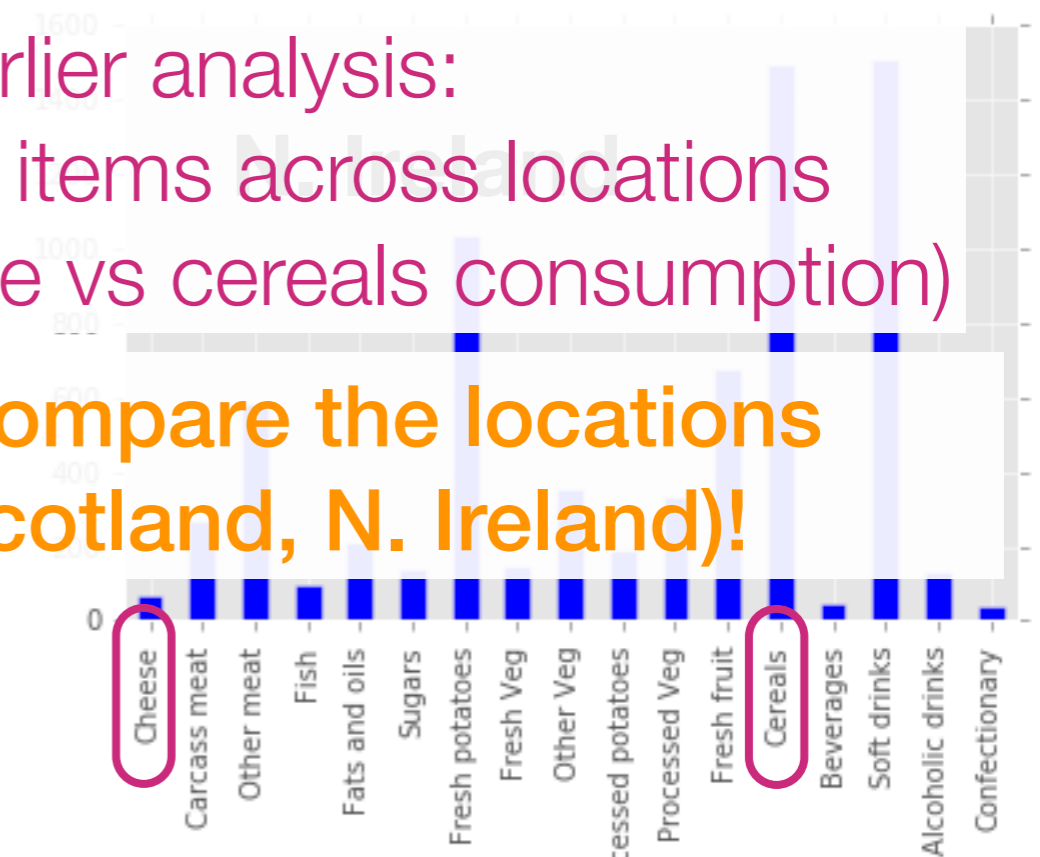 1600
rlier analysis:
1400
N. Ireland
items across locations
1000
e vs cereals consumption)
800
600
ompare the locations
400
cotland, N. Ireland)!
200
0
Cheese
Carcass meat
Other meat
Fish
Fats and oils
Sugars
Fresh potatoes
Fresh Veg
Other Veg
cessed potatoes
Processed Veg
Fresh fruit
Cereals
Beverages
Soft drinks
Alcoholic drinks
Confectionary